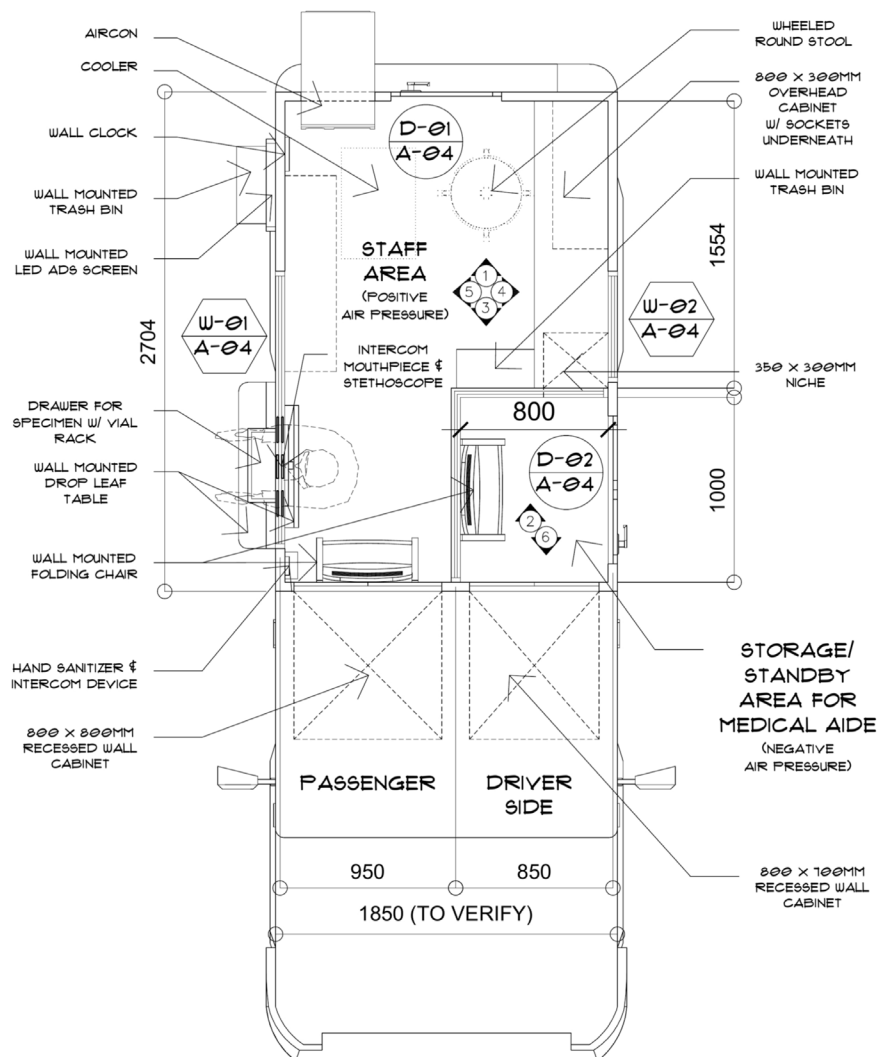 AIRCON
COOLER
WALL CLOCK
WALL MOUNTED
TRASH BIN
WALL MOUNTED
LED ADS SCREEN
2704
W-01
A-04
DRAWER FOR
SPECIMEN W/ VIAL
RACK
WALL MOUNTED
DROP LEAF
TABLE
WALL MOUNTED
FOLDING CHAIR
HAND SANITIZER &
INTERCOM DEVICE
800 X 800MM
RECESSED WALL
CABINET
D-01
A-04
STAFF
AREA
(POSITIVE
AIR PRESSURE)
1
5 4
3
INTERCOM
MOUTHPIECE &
STETHOSCOPE
800
D-02
A-04
2
6
PASSENGER
DRIVER
SIDE
950
850
1850 (TO VERIFY)
WHEELED
ROUND STOOL
800 X 300MM
OVERHEAD
CABINET
W/ SOCKETS
UNDERNEATH
WALL MOUNTED
TRASH BIN
1554
W-02
A-04
350 X 300MM
NICHE
1000
STORAGE/
STANDBY
AREA FOR
MEDICAL AIDE
(NEGATIVE
AIR PRESSURE)
800 X 700MM
RECESSED WALL
CABINET